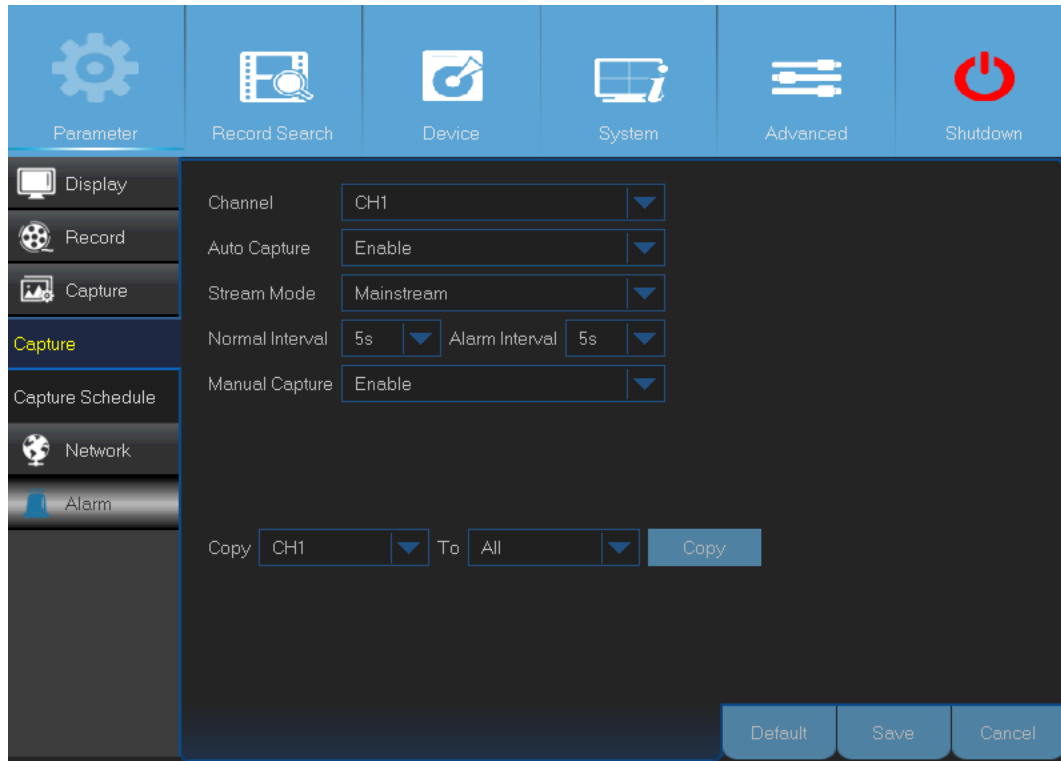 Parameter Record Search Device System Advanced Shutdown
Display
Record
Capture
Capture
Capture Schedule
Network
Alarm
Channel CH1
Auto Capture Enable
Stream Mode Mainstream
Normal Interval 5s Alarm Interval 5s
Manual Capture Enable
Copy CH1 To All Copy
Default Save Cancel